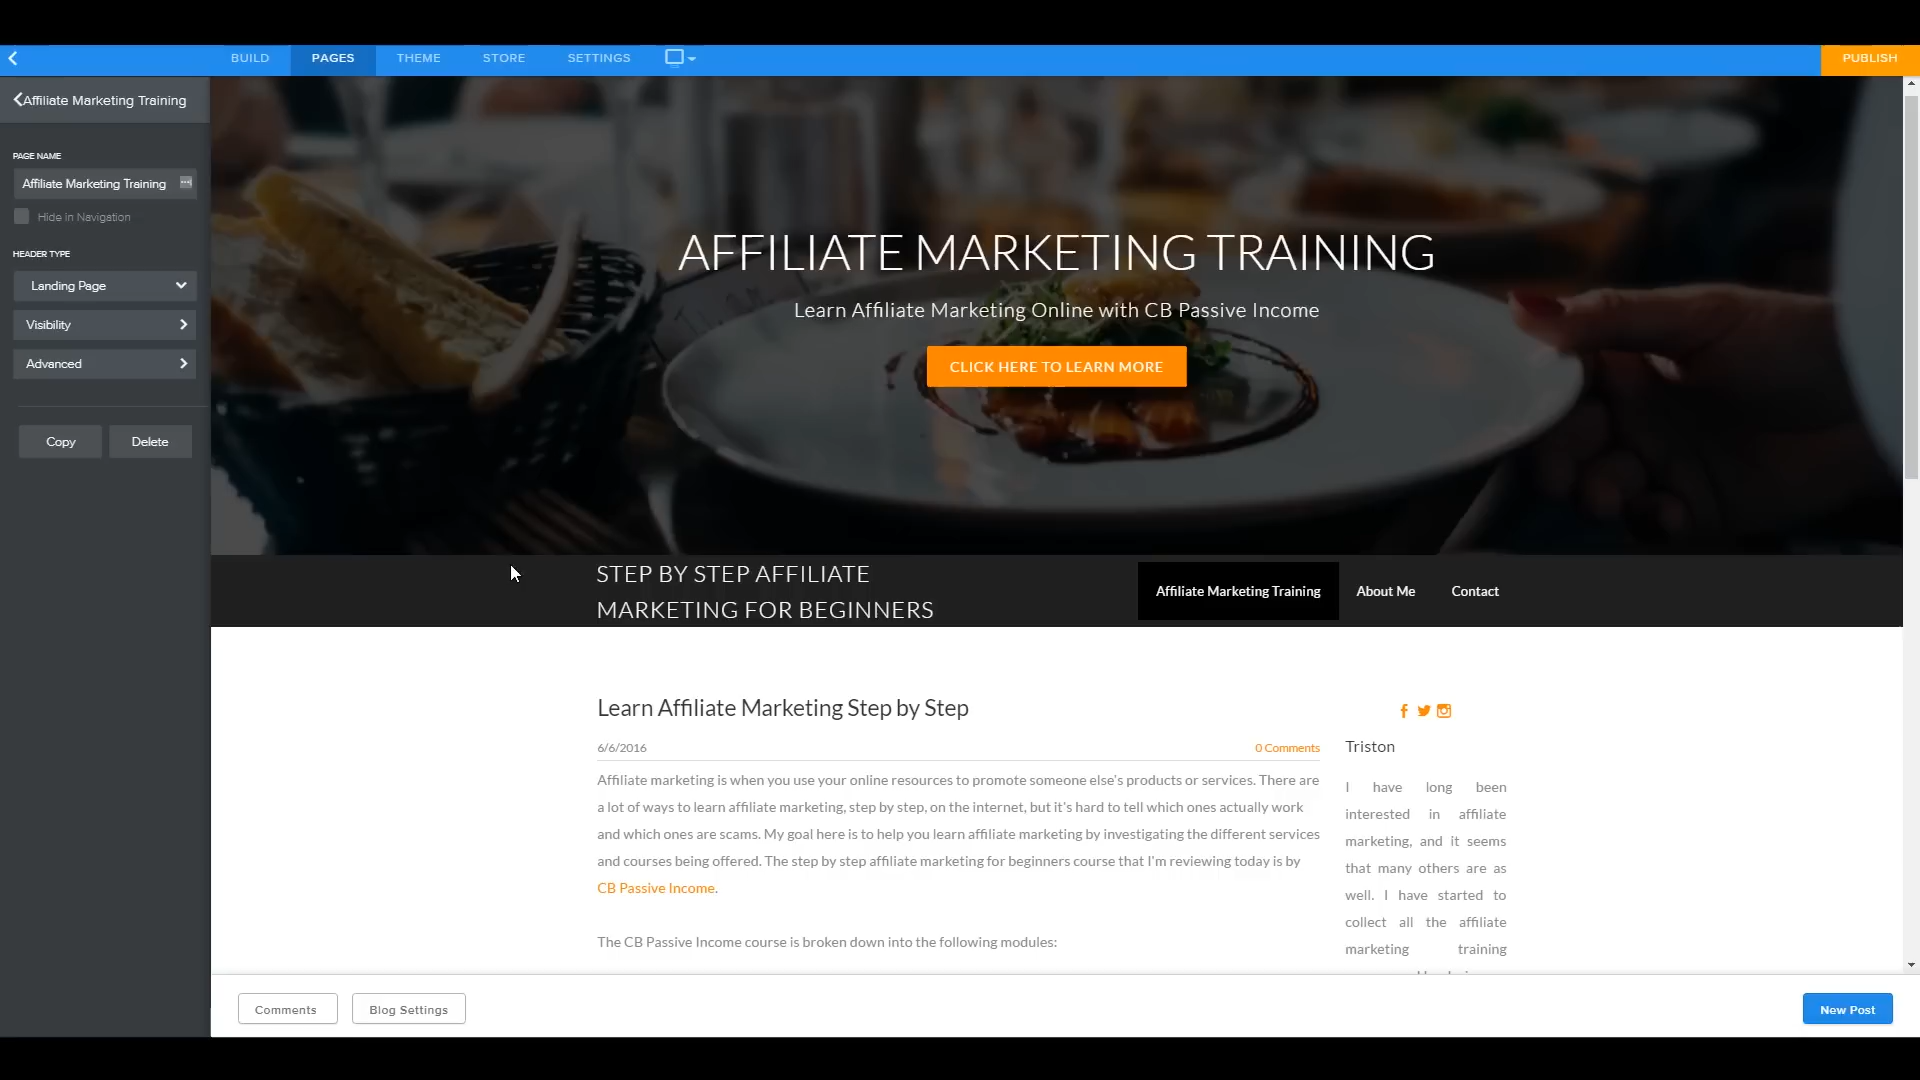 BUILD
PAGES
THEME
STORE
SETTINGS
PUBLISH
Affiliate Marketing Training
PAGE NAME
Affiliate Marketing Training
Hide in Navigation
HEADER TYPE
Landing Page
Visibility
Advanced
Copy
Delete
AFFILIATE MARKETING TRAINING
Learn Affiliate Marketing Online with CB Passive Income
CLICK HERE TO LEARN MORE
STEP BY STEP AFFILIATE
MARKETING FOR BEGINNERS
Affiliate Marketing Training
About Me
Contact
Learn Affiliate Marketing Step by Step
6/6/2016
0 Comments
Affiliate marketing is when you use your online resources to promote someone else's products or services. There are
a lot of ways to learn affiliate marketing, step by step, on the internet, but it's hard to tell which ones actually work
and which ones are scams. My goal here is to help you learn affiliate marketing by investigating the different services
and courses being offered. The step by step affiliate marketing for beginners course that I'm reviewing today is by
CB Passive Income.
The CB Passive Income course is broken down into the following modules:
Triston
I have long been
interested in affiliate
marketing, and it seems
that many others are as
well. I have started to
collect all the affiliate
marketing training
Comments
Blog Settings
New Post